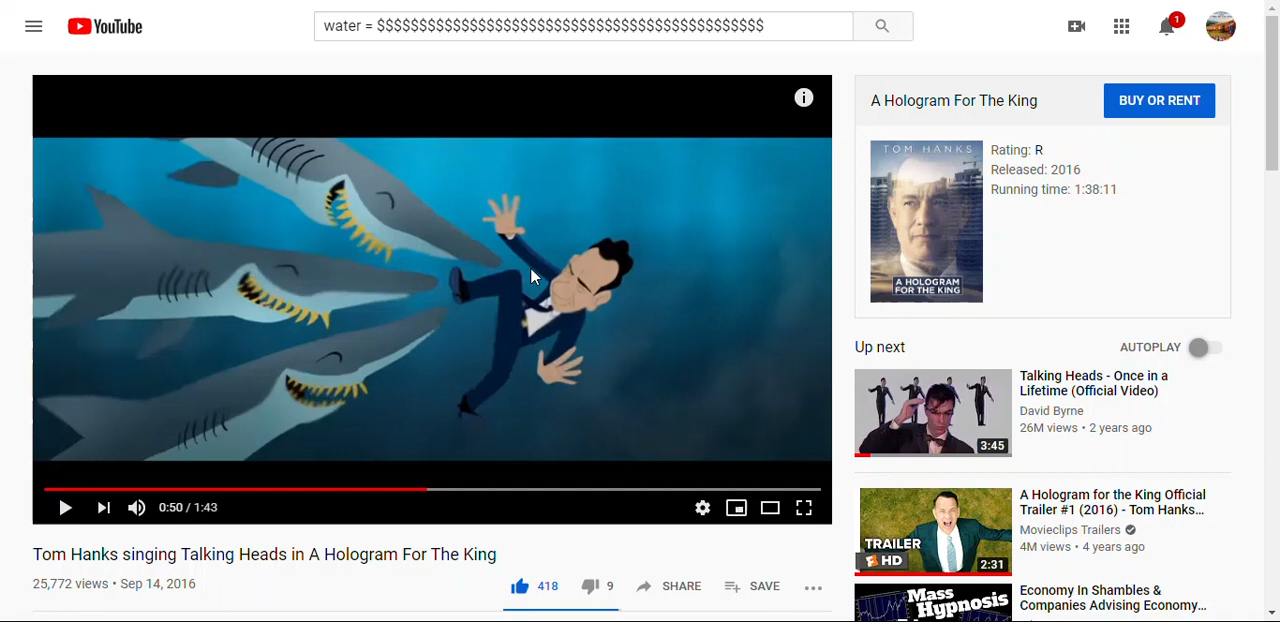 YouTube
water = $$$$$$$$$$$$$$$$$$$$$$$$$$$$$$$$$$$$$$$$$$$$$$
1
A Hologram For The King
BUY OR RENT
TOM HANKS
A HOLOGRAM
FOR THE KING
Rating: R
Released: 2016
Running time: 1:38:11
0:50 / 1:43
Tom Hanks singing Talking Heads in A Hologram For The King
25,772 views • Sep 14, 2016
418
9
SHARE
SAVE
Up next
AUTOPLAY
3:45
Talking Heads - Once in a
Lifetime (Official Video)
David Byrne
26M views • 2 years ago
TRAILER
HD
2:31
A Hologram for the King Official
Trailer #1 (2016) - Tom Hanks...
Movieclips Trailers
4M views • 4 years ago
Mass
Hypnosis
Economy In Shambles &
Companies Advising Economy...